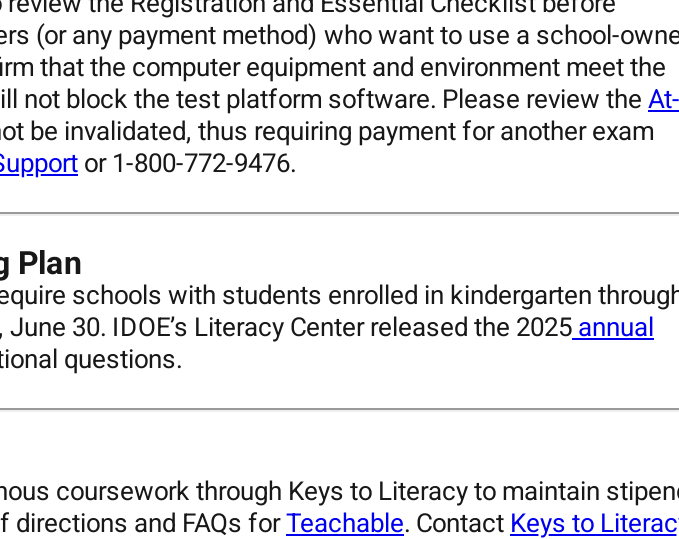 review the Registration and Essential Checklist before
ers (or any payment method) who want to use a school-owne
irm that the computer equipment and environment meet the
ill not block the test platform software. Please review the At-
not be invalidated, thus requiring payment for another exam
Support or 1-800-772-9476.
g Plan
equire schools with students enrolled in kindergarten through
, June 30. IDOE’s Literacy Center released the 2025 annual
tional questions.
nous coursework through Keys to Literacy to maintain stipen
f directions and FAQs for Teachable. Contact Keys to Literac